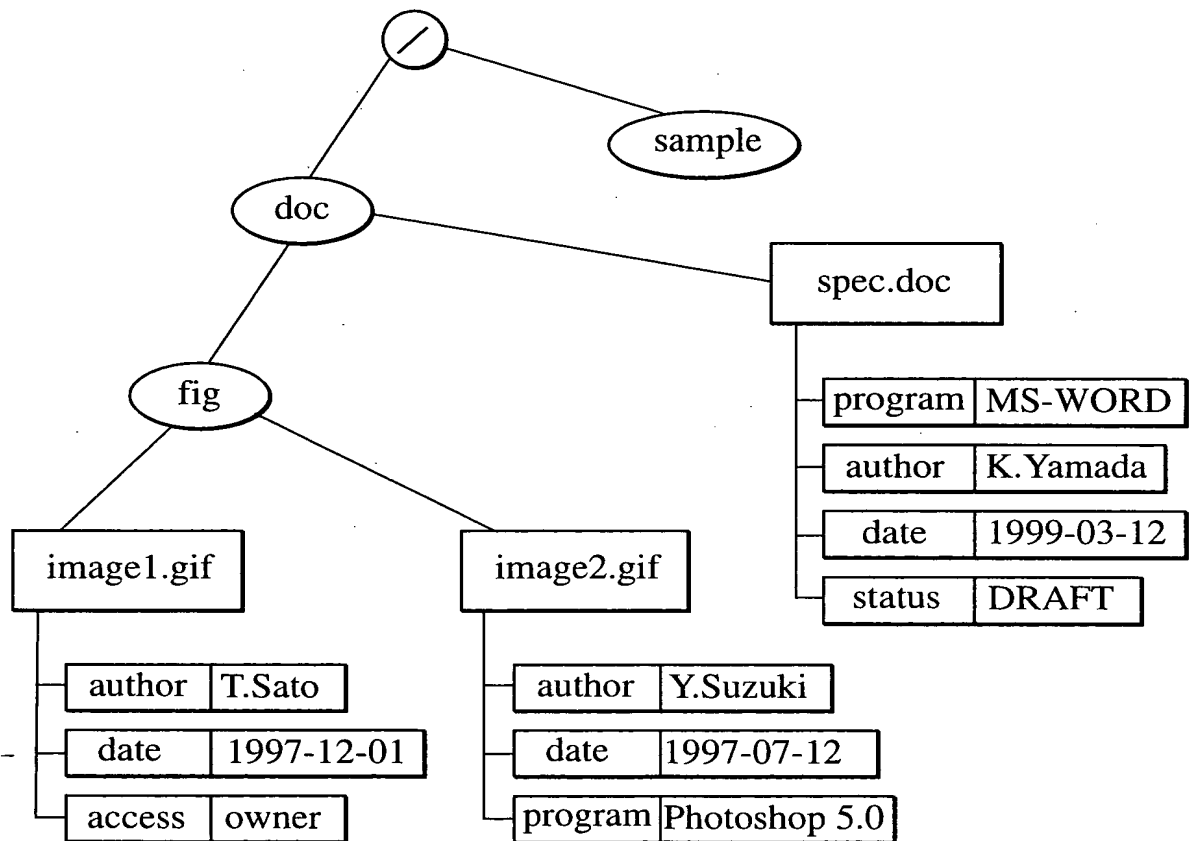 /
sample
doc
spec.doc
program MS-WORD
author K.Yamada
date 1999-03-12
status DRAFT
fig
image1.gif
author T.Sato
date 1997-12-01
access owner
image2.gif
author Y.Suzuki
date 1997-07-12
program Photoshop 5.0